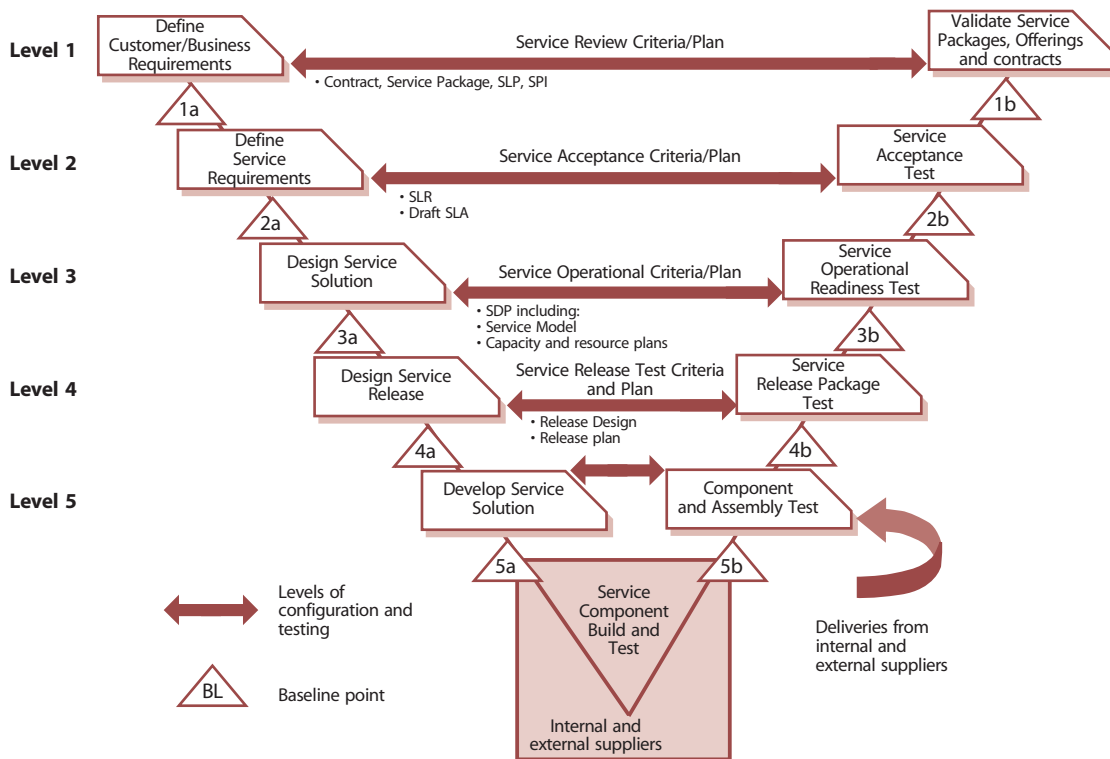 Level 1
Define
Customer/Business
Requirements
Service Review Criteria/Plan
• Contract, Service Package, SLP, SPI
Validate Service
Packages, Offerings
and contracts
1a
1b
Level 2
Define
Service
Requirements
Service Acceptance Criteria/Plan
• SLR
• Draft SLA
Service
Acceptance
Test
2a
2b
Level 3
Design Service
Solution
Service Operational Criteria/Plan
• SDP including:
• Service Model
• Capacity and resource plans
Service
Operational
Readiness Test
3a
3b
Level 4
Design Service
Release
Service Release Test Criteria
and Plan
• Release Design
• Release plan
Service
Release Package
Test
4a
4b
Level 5
Develop Service
Solution
Component
and Assembly Test
5a
5b
Service
Component
Build and
Test
Internal and
external suppliers
Deliveries from
internal and
external suppliers
Levels of
configuration and
testing
BL
Baseline point